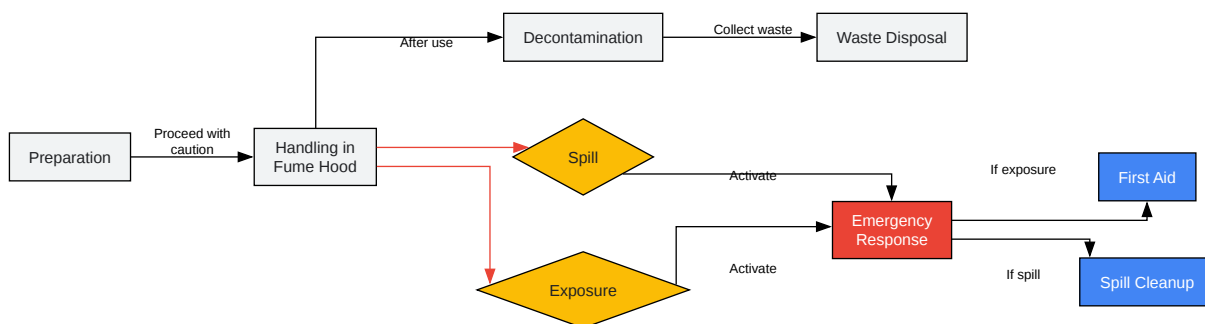 After use
Decontamination
Collect waste
Waste Disposal
Preparation
Proceed with
caution
Handling in
Fume Hood
Spill
Activate
If exposure
First Aid
Emergency
Response
Exposure
Activate
If spill
Spill Cleanup